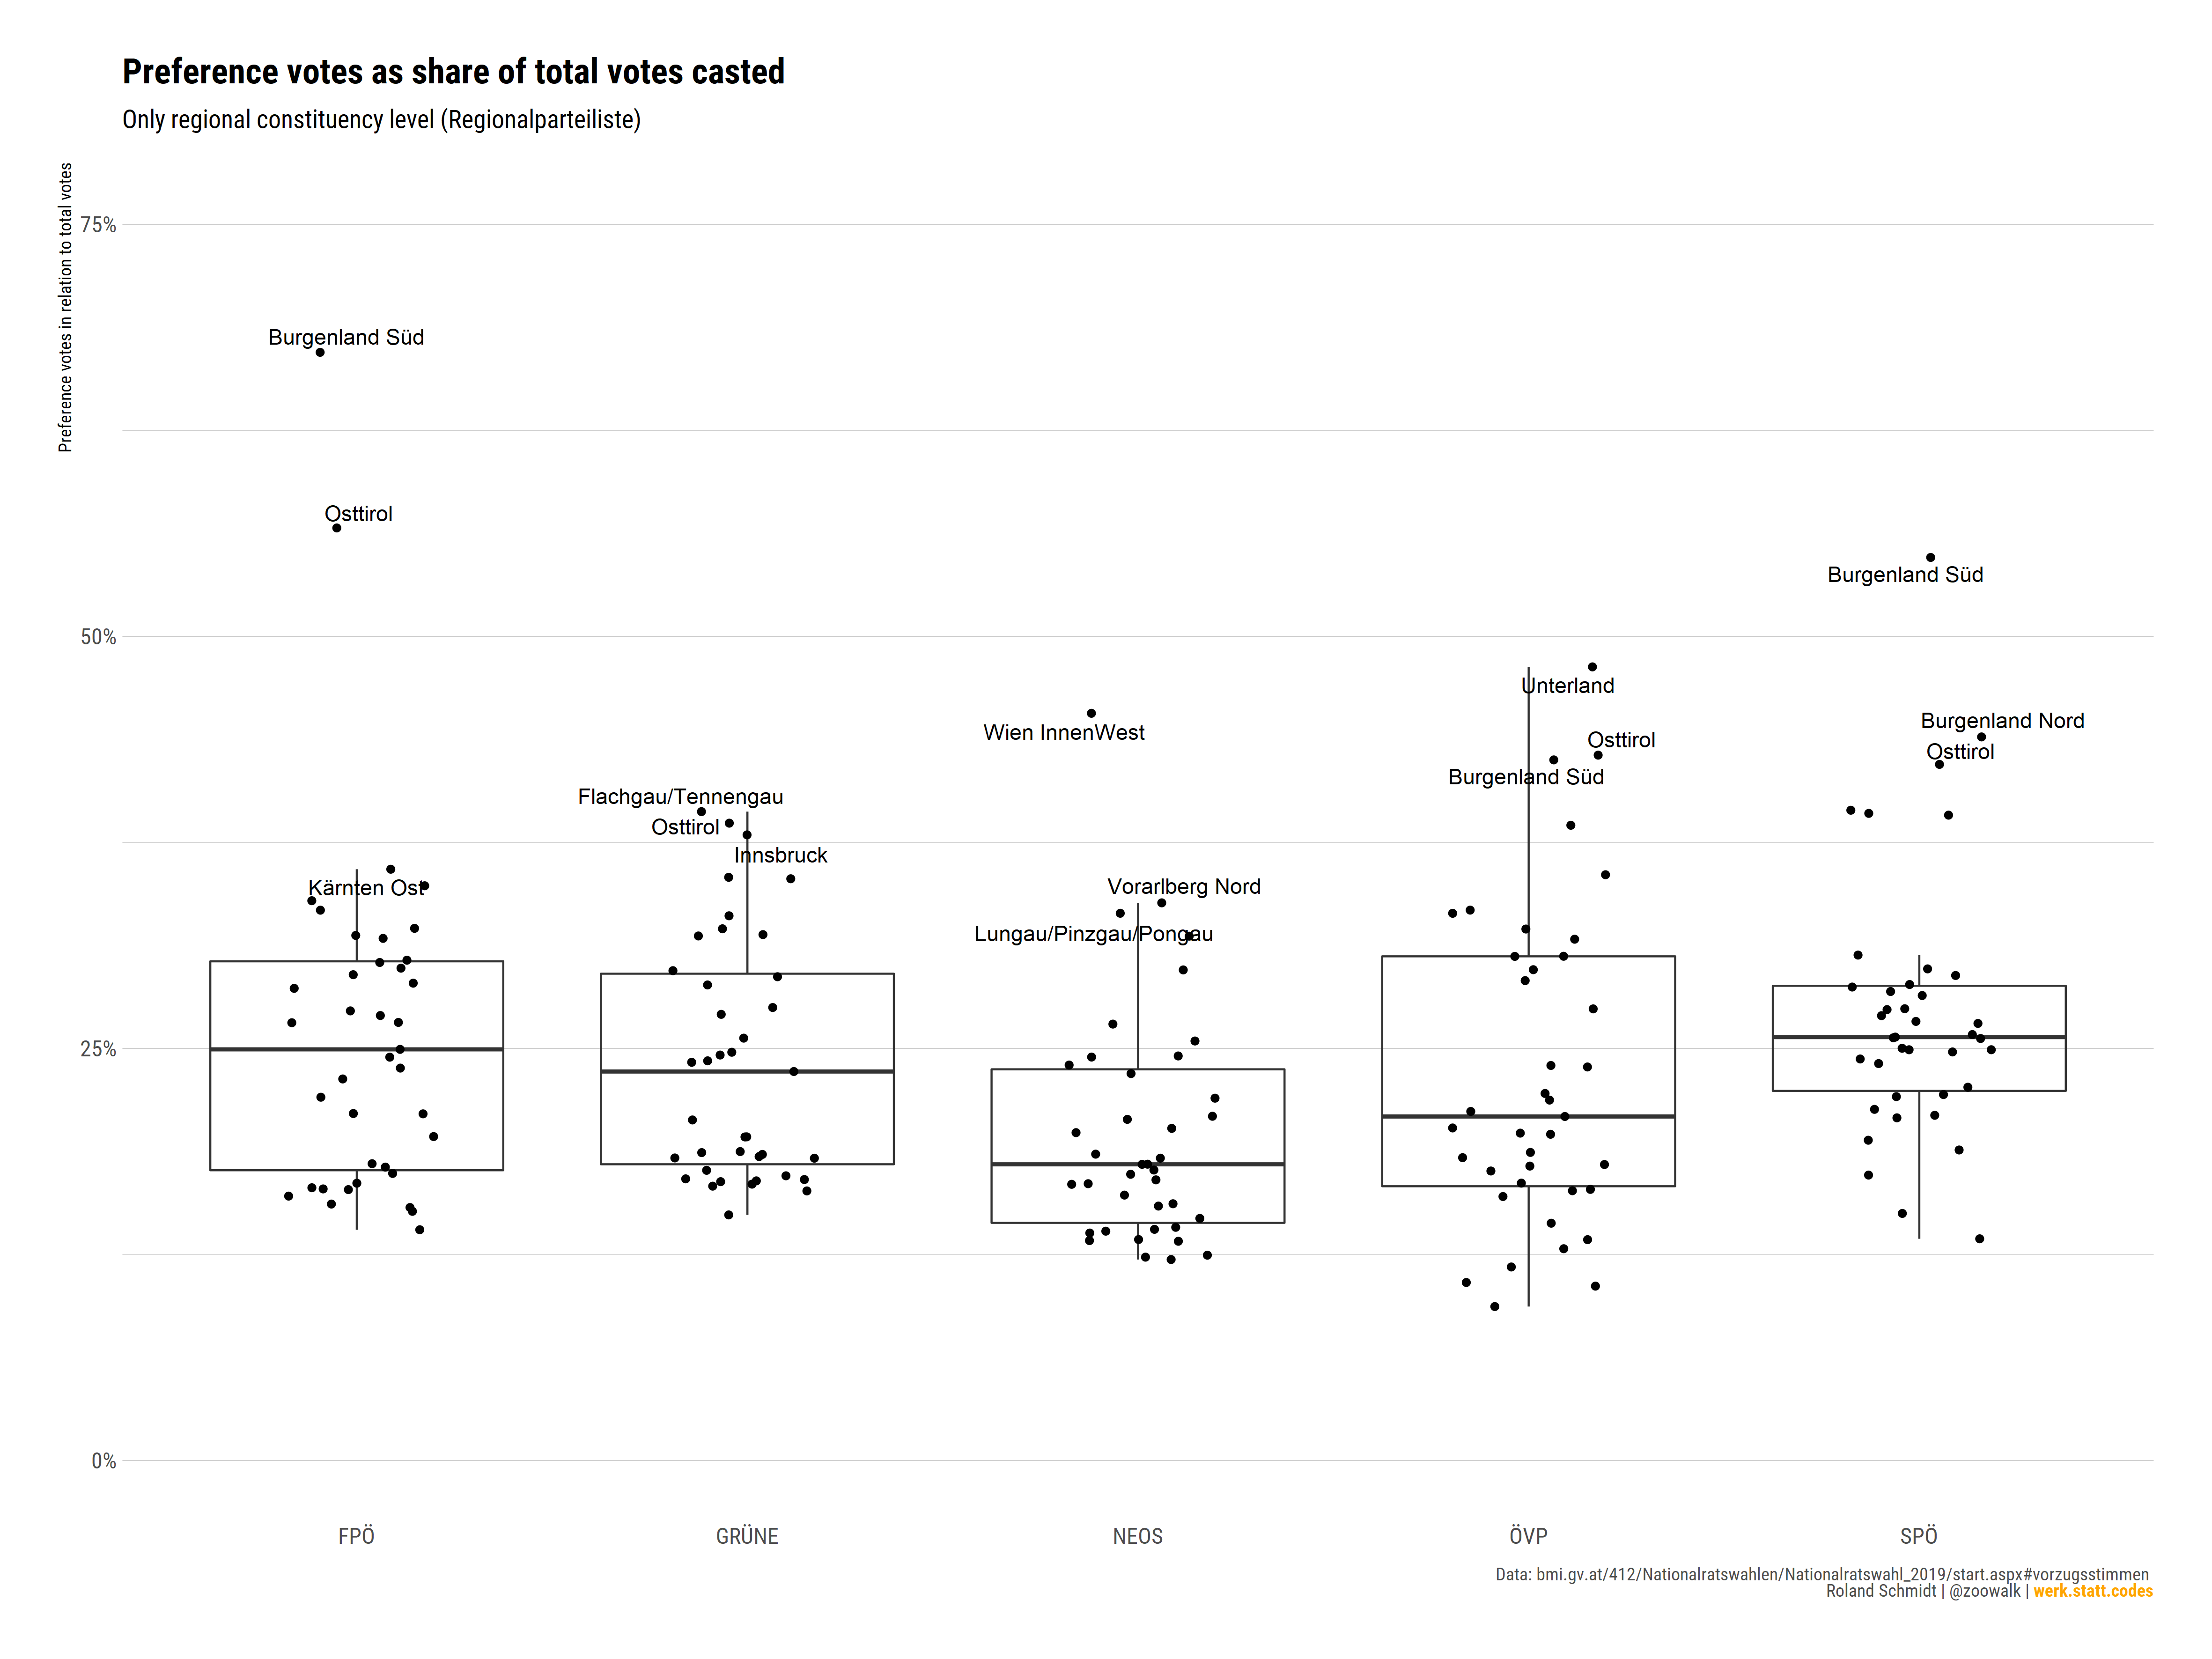 Preference votes as share of total votes casted
Only regional constituency level (Regionalparteiliste)
Preference votes in relation to total votes
75%
50%
25%
0%
Burgenland Süd
Osttirol
Kärnten Ost
Flachgau/Tennengau
Osttirol
Innsbruck
Wien InnenWest
Vorarlberg Nord
Lungau/Pinzgau/Pongau
Unterland
Osttirol
Burgenland Süd
Burgenland Süd
Burgenland Nord
Osttirol
FPÖ
GRÜNE
NEOS
ÖVP
SPÖ
Data: bmi.gv.at/412/Nationalratswahlen/Nationalratswahl_2019/start.aspx#vorzugsstimmen
Roland Schmidt | @zoowalk | werk.statt.codes